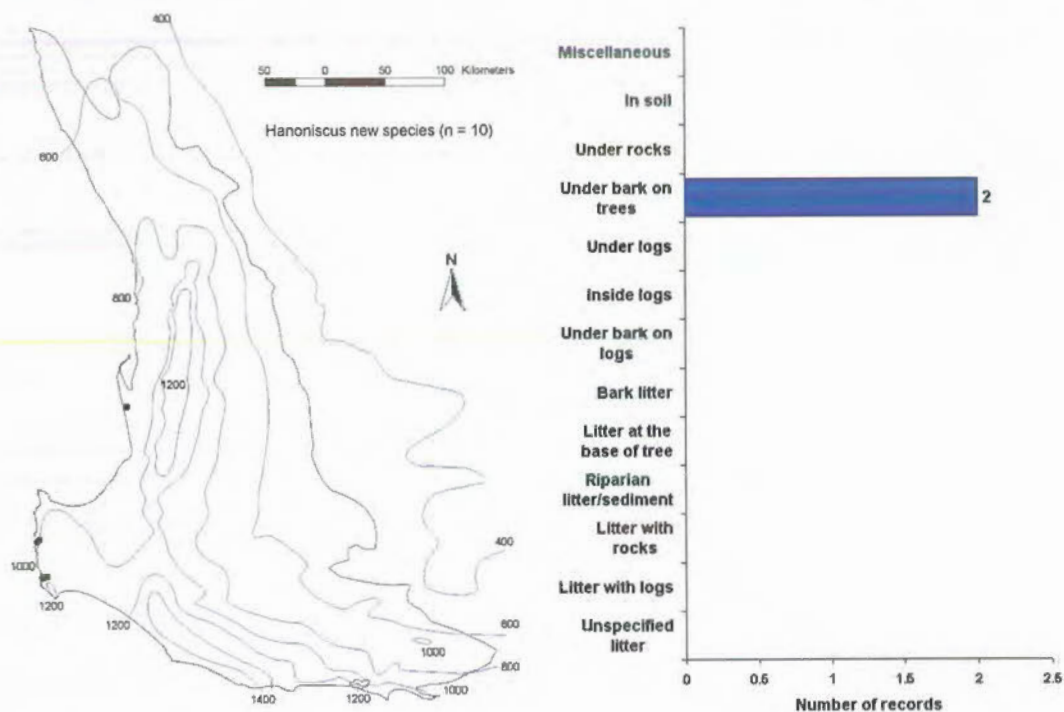 400
50 0 50 100 Kilometers
Hanoniscus new species (n = 10)
600
N
800
1200
400
1000
1200
1200
600
1000
800
1400
1200
1000
Miscellaneous
In soil
Under rocks
Under bark on
trees
2
Under logs
Inside logs
Under bark on
logs
Bark litter
Litter at the
base of tree
Riparian
litter/sediment
Litter with
rocks
Litter with logs
Unspecified
litter
0 0.5 1 1.5 2 2.5
Number of records